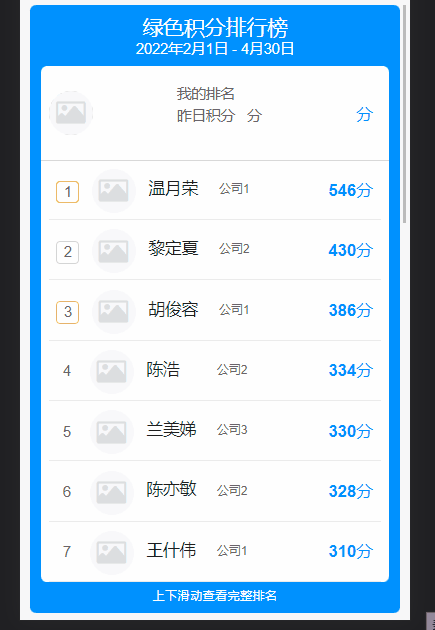 绿色积分排行榜
2022年2月1日 - 4月30日
我的排名
昨日积分 分 分
1 温月荣 公司1 546分
2 黎定夏 公司2 430分
3 胡俊容 公司1 386分
4 陈浩 公司2 334分
5 兰美娣 公司3 330分
6 陈亦敏 公司2 328分
7 王什伟 公司1 310分
上下滑动查看完整排名